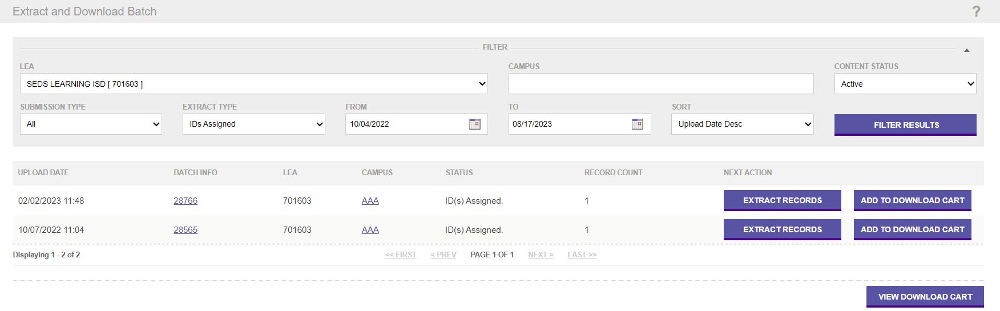 Extract and Download Batch ?
FILTER
LEA CAMPUS CONTENT STATUS
SEDS LEARNING ISD [ 701603 ] Active
SUBMISSION TYPE EXTRACT TYPE FROM TO SORT
All IDs Assigned 10/04/2022 08/17/2023 Upload Date Desc FILTER RESULTS
UPLOAD DATE BATCH INFO LEA CAMPUS STATUS RECORD COUNT NEXT ACTION
02/02/2023 11:48 28766 701603 AAA ID(s) Assigned. 1 EXTRACT RECORDS ADD TO DOWNLOAD CART
10/07/2022 11:04 28565 701603 AAA ID(s) Assigned. 1 EXTRACT RECORDS ADD TO DOWNLOAD CART
Displaying 1 - 2 of 2 << FIRST < PREV PAGE 1 OF 1 NEXT > LAST >>
VIEW DOWNLOAD CART